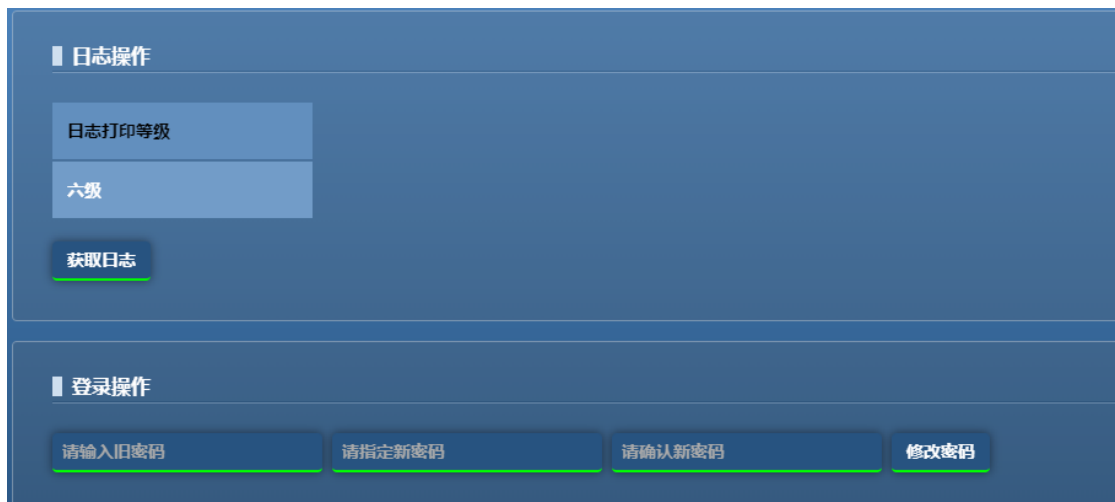 日志操作
日志打印等级
六级
获取日志
登录操作
请输入旧密码 请指定新密码 请确认新密码 修改密码